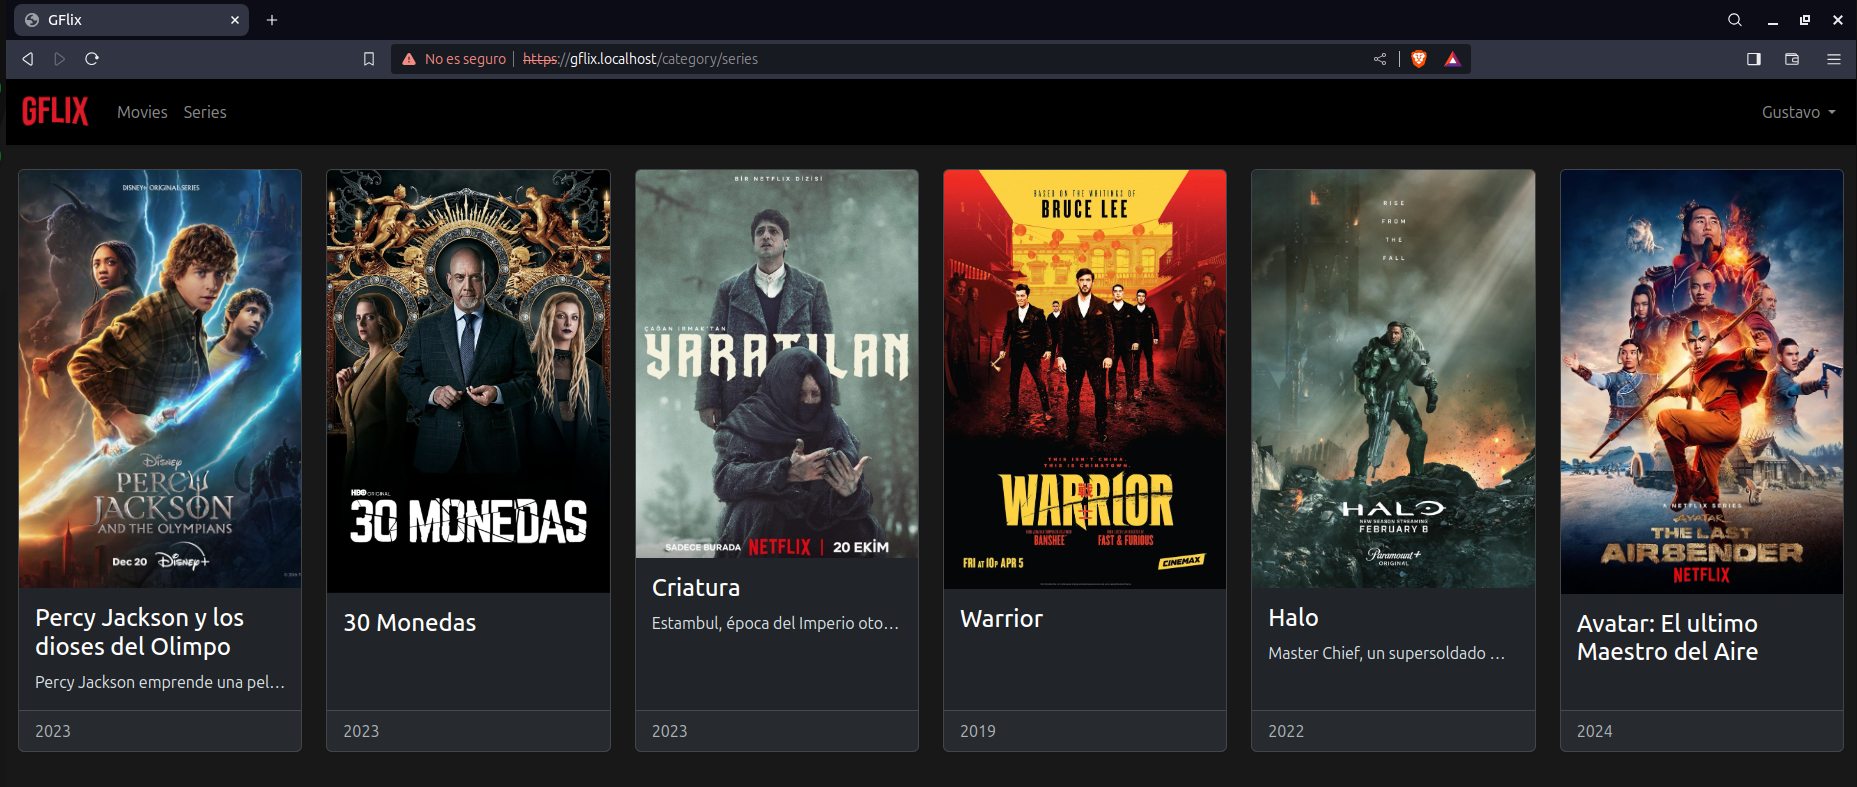 GFlix
No es seguro
https://gflix.localhost/category/series
GFLIX
Movies
Series
Gustavo
DISNEY+ ORIGINAL SERIES
DISNEY
PERCY
JACKSON
AND THE OLYMPIANS
Dec 20 Disney+
Percy Jackson y los
dioses del Olimpo
Percy Jackson emprende una pel...
2023
HBO ORIGINAL
30 MONEDAS
30 Monedas
2023
BİR NETFLIX DİZİSİ
ÇAĞAN IRMAK'TAN
YARATILAN
SADECE BURADA NETFLIX | 20 EKİM
Criatura
Estambul, época del Imperio oto...
2023
BASED ON THE WRITINGS OF
BRUCE LEE
THIS ISN'T CHINA.
THIS IS CHINATOWN.
WARRIOR
BANSHEE
FAST & FURIOUS
FRI AT 10P APR 5
CINEMAX
Warrior
2019
RISE
FROM
THE
FALL
HALO
NEW SEASON STREAMING
FEBRUARY 8
Paramount+
ORIGINAL
Halo
Master Chief, un supersoldado ...
2022
A NETFLIX SERIES
AVATAR
THE LAST
AIRBENDER
NETFLIX
Avatar: El ultimo
Maestro del Aire
2024